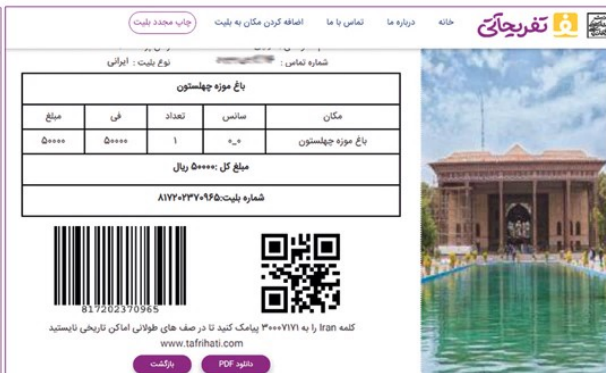 تفریحاتی
خانه درباره ما تماس با ما اضافه کردن مکان به بلیت چاپ مجدد بلیت
شماره تماس : نوع بلیت : ایرانی
باغ موزه چهلستون
مکان سانس تعداد فی مبلغ
باغ موزه چهلستون ۰_۰ ۱ ۵۰۰۰۰ ۵۰۰۰۰
مبلغ کل :۵۰۰۰۰ ریال
شماره بلیت:۸۱۷۲۰۲۳۷۰۹۶۵
817202370965
کلمه Iran را به ۳۰۰۰۷۱۷۱ پیامک کنید تا در صف های طولانی اماکن تاریخی نایستید
www.tafrihati.com
دانلود PDF بازگشت